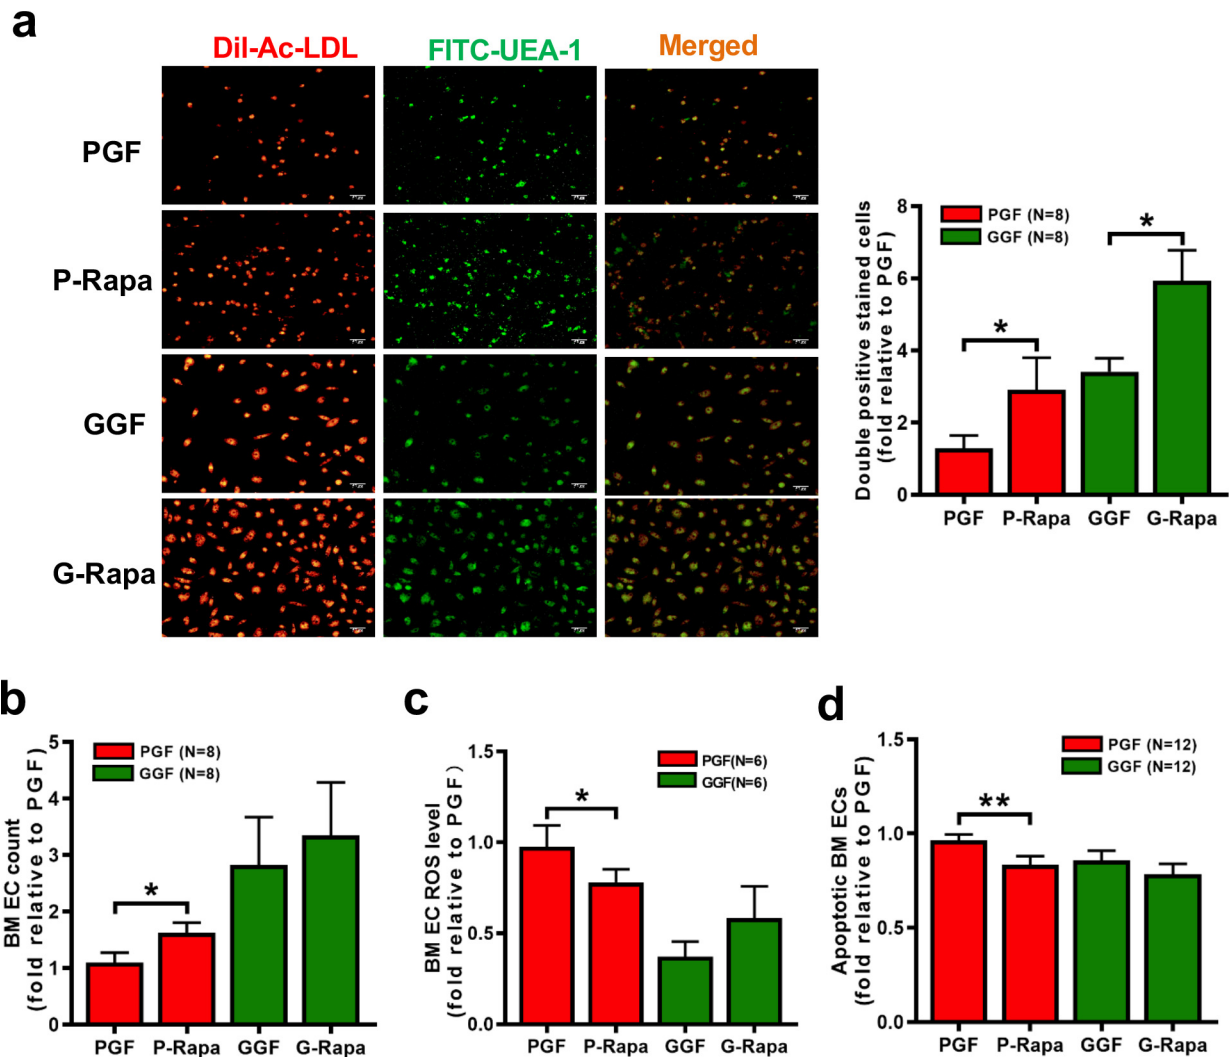 a
Dil-Ac-LDL
FITC-UEA-1
Merged
PGF
P-Rapa
GGF
G-Rapa
Double positive stained cells
(fold relative to PGF)
8
6
4
2
0
PGF (N=8)
GGF (N=8)
*
*
PGF
P-Rapa
GGF
G-Rapa
b
BM EC count
(fold relative to PGF)
5
4
3
2
1
0
PGF (N=8)
GGF (N=8)
*
PGF
P-Rapa
GGF
G-Rapa
c
BM EC ROS level
(fold relative to PGF)
1.5
1.0
0.5
0.0
PGF(N=6)
GGF(N=6)
*
PGF
P-Rapa
GGF
G-Rapa
d
Apoptotic BM ECs
(fold relative to PGF)
1.5
1.0
0.5
0.0
PGF (N=12)
GGF (N=12)
**
PGF
P-Rapa
GGF
G-Rapa